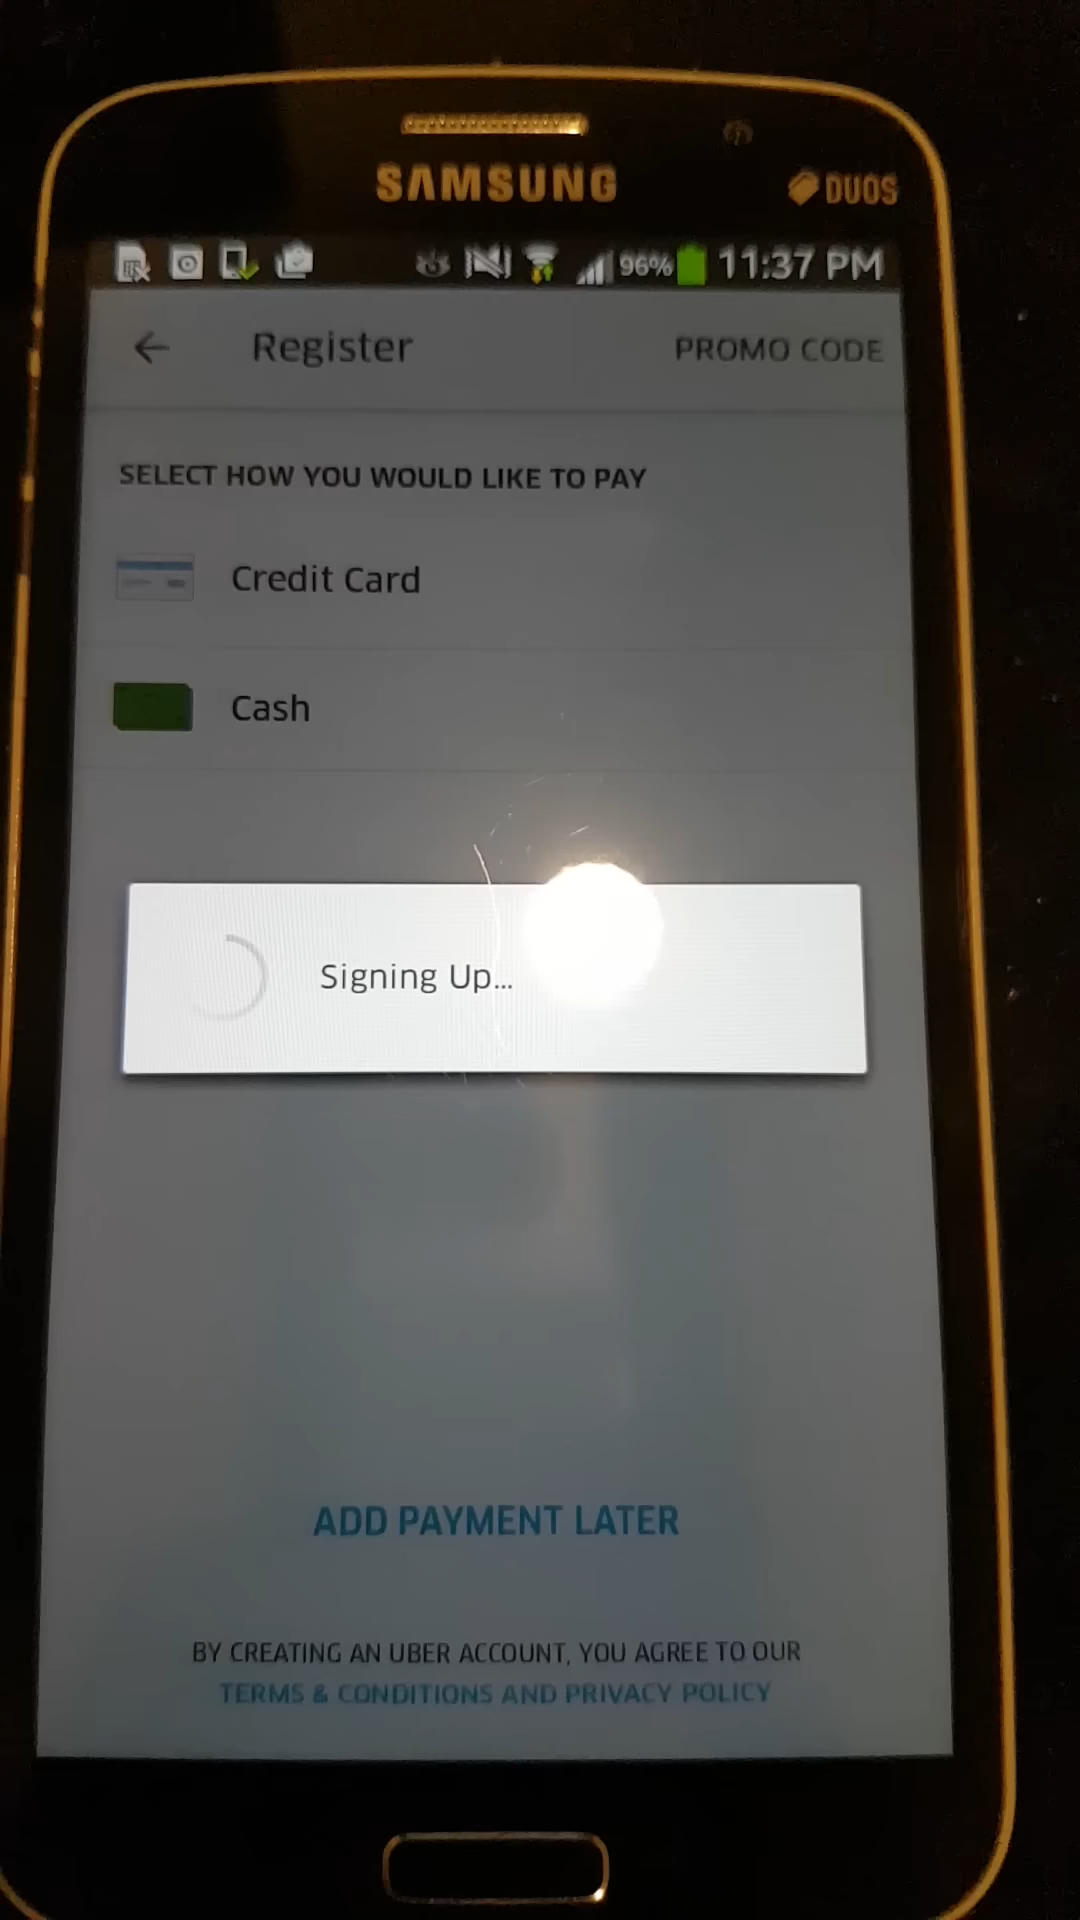 SAMSUNG
DUOS
96% 11:37 PM
Register PROMO CODE
SELECT HOW YOU WOULD LIKE TO PAY
Credit Card
Cash
Signing Up...
ADD PAYMENT LATER
BY CREATING AN UBER ACCOUNT, YOU AGREE TO OUR
TERMS & CONDITIONS AND PRIVACY POLICY